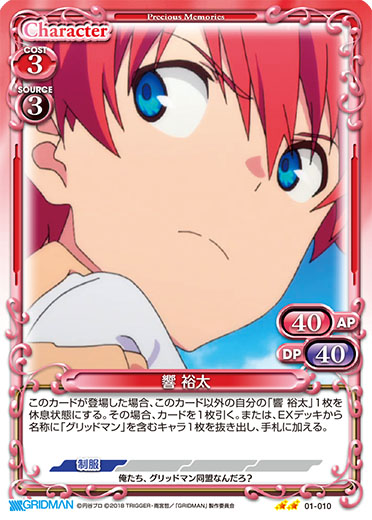 Precious Memories
Character
COST
3
SOURCE
3
40 AP
DP 40
響 裕太
このカードが登場した場合、このカード以外の自分の「響 裕太」1枚を
休息状態にする。その場合、カードを1枚引く。または、EXデッキから
名称に「グリッドマン」を含むキャラ1枚を抜き出し、手札に加える。
制服
俺たち、グリッドマン同盟なんだろ？
GRIDMAN ©円谷プロ ©2018 TRIGGER・雨宮哲／「GRIDMAN」製作委員会 01-010